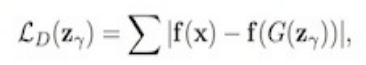 ℒ_D(𝐳_γ) = ∑ |𝐟(𝐱) − 𝐟(G(𝐳_γ))|,